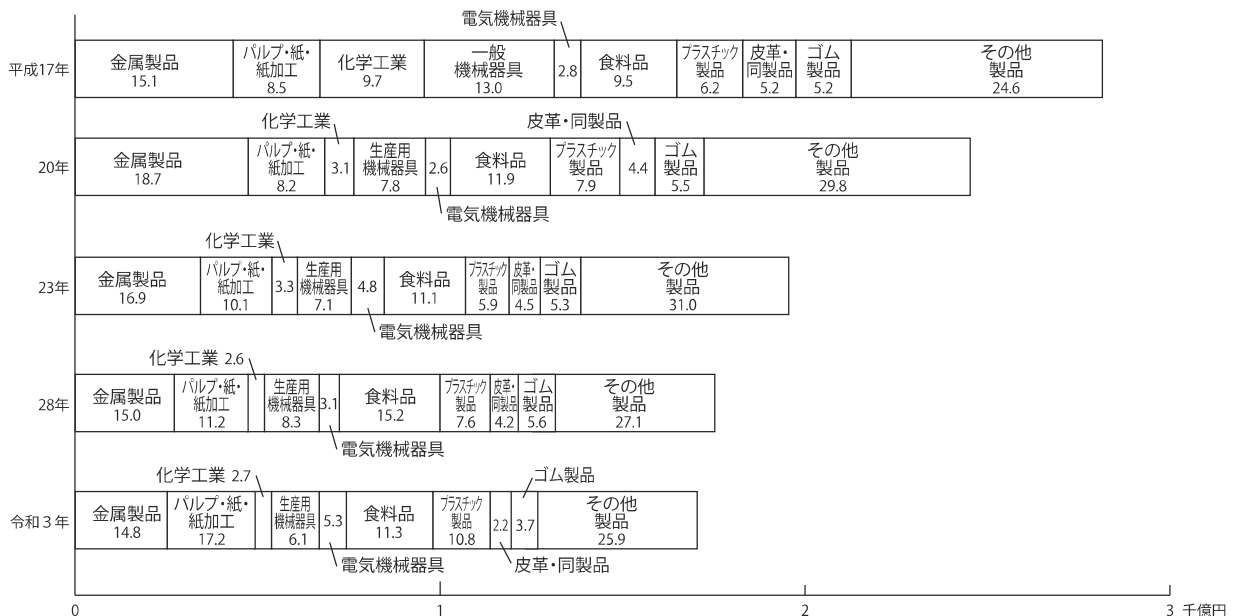 電気機械器具
平成17年
金属製品
15.1
パルプ・紙・
紙加工
8.5
化学工業
9.7
一般
機械器具
13.0
2.8
食料品
9.5
プラスチック
製品
6.2
皮革・
同製品
5.2
ゴム
製品
5.2
その他
製品
24.6
化学工業
皮革・同製品
20年
金属製品
18.7
パルプ・紙・
紙加工
8.2
3.1
生産用
機械器具
7.8
2.6
食料品
11.9
プラスチック
製品
7.9
4.4
ゴム
製品
5.5
その他
製品
29.8
電気機械器具
化学工業
23年
金属製品
16.9
パルプ・紙・
紙加工
10.1
3.3
生産用
機械器具
7.1
4.8
食料品
11.1
プラスチック
製品
5.9
皮革・
同製品
4.5
ゴム
製品
5.3
その他
製品
31.0
電気機械器具
化学工業 2.6
28年
金属製品
15.0
パルプ・紙・
紙加工
11.2
生産用
機械器具
8.3
3.1
食料品
15.2
プラスチック
製品
7.6
皮革・
同製品
4.2
ゴム
製品
5.6
その他
製品
27.1
電気機械器具
化学工業 2.7
ゴム製品
令和3年
金属製品
14.8
パルプ・紙・
紙加工
17.2
生産用
機械器具
6.1
5.3
食料品
11.3
プラスチック
製品
10.8
2.2
3.7
その他
製品
25.9
電気機械器具
皮革・同製品
0
1
2
3 千億円